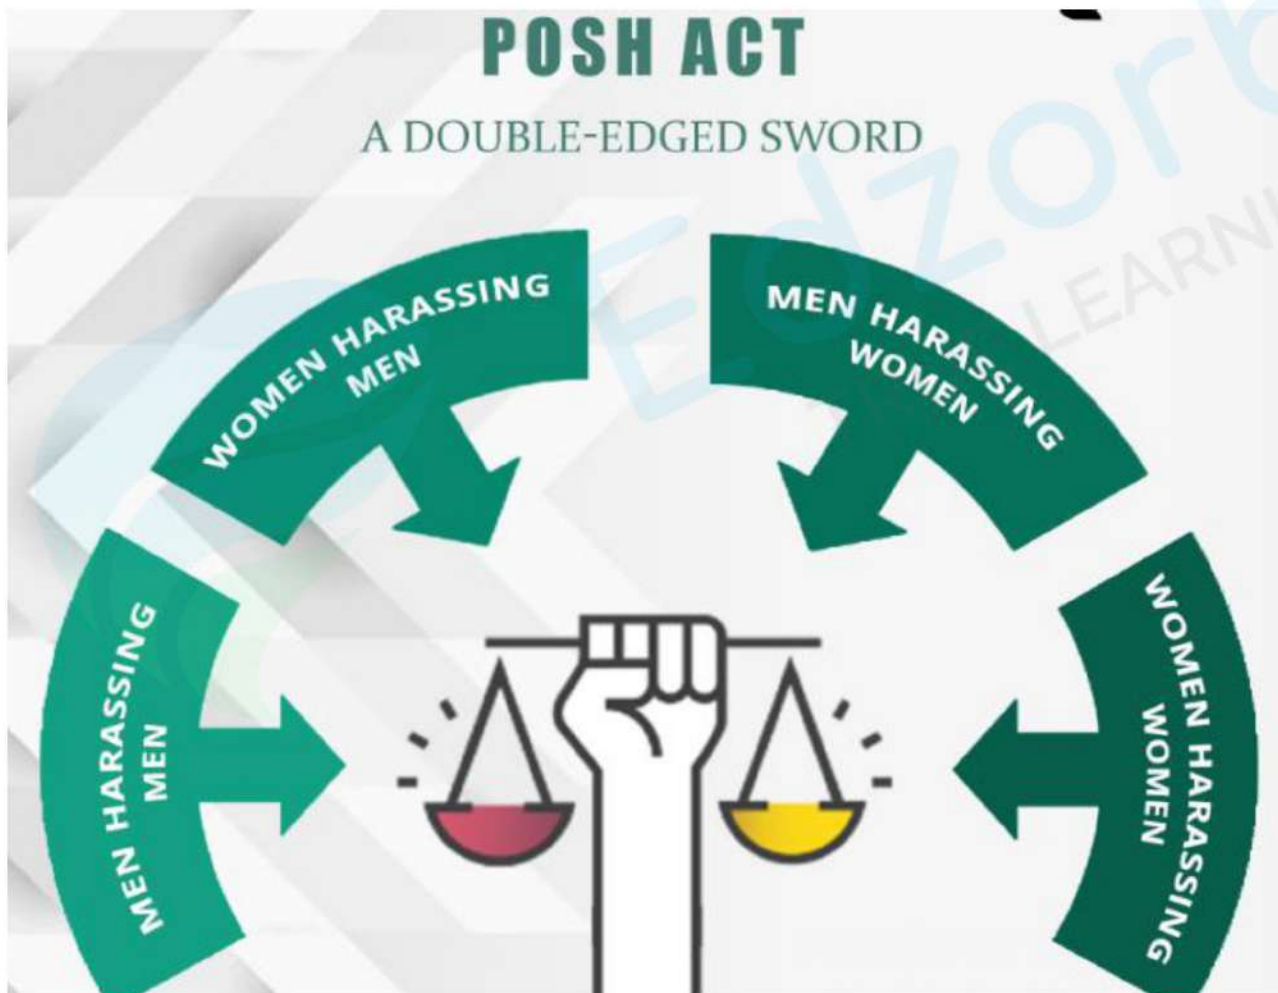 POSH ACT
A DOUBLE-EDGED SWORD
WOMEN HARASSING
MEN
MEN HARASSING
WOMEN
MEN HARASSING
MEN
WOMEN HARASSING
WOMEN